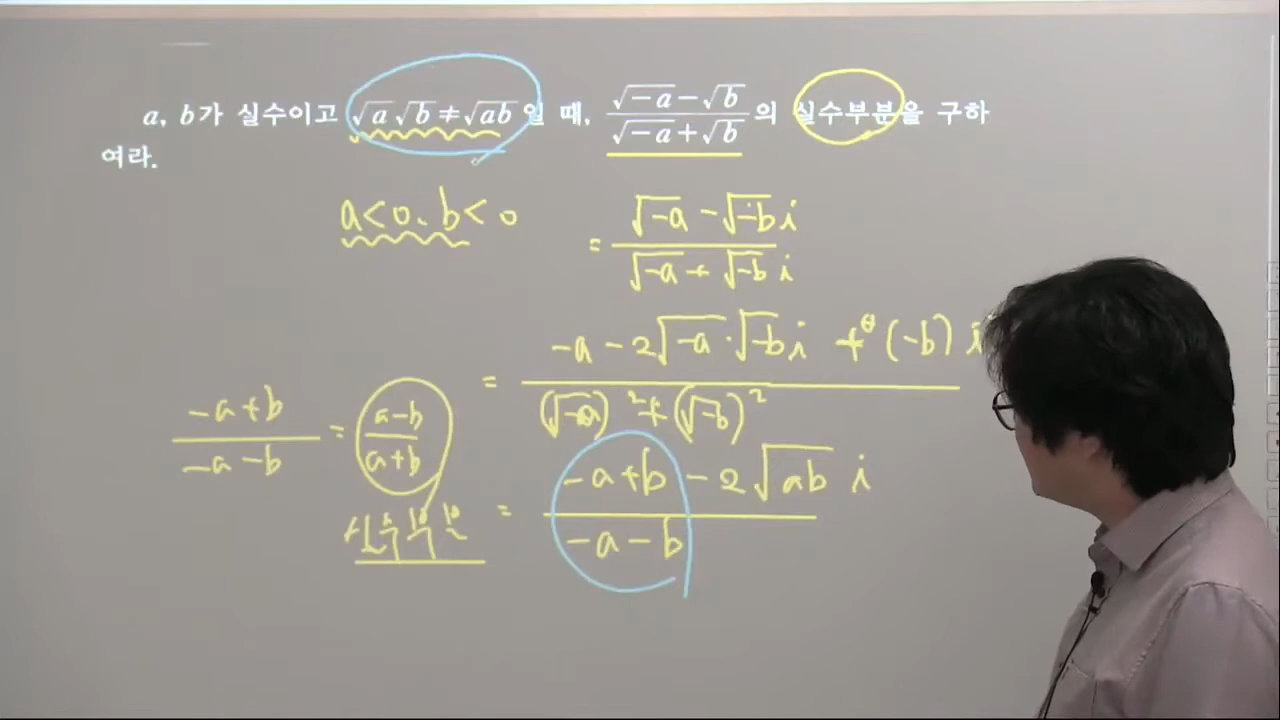 a, b가 실수이고 √a √b ≠ √ab 일 때, (√-a - √b)/(√-a + √b) 의 실수부분을 구하
여라.
a < 0, b < 0
= (√-a - √-b i)/(√-a + √-b i)
= (-a - 2√-a · √-b i + (-b) i)/((√-a)² + (√-b)²)
(-a + b)/(-a - b) = (a - b)/(a + b)
실수부분
= (-a + b - 2√ab i)/(-a - b)